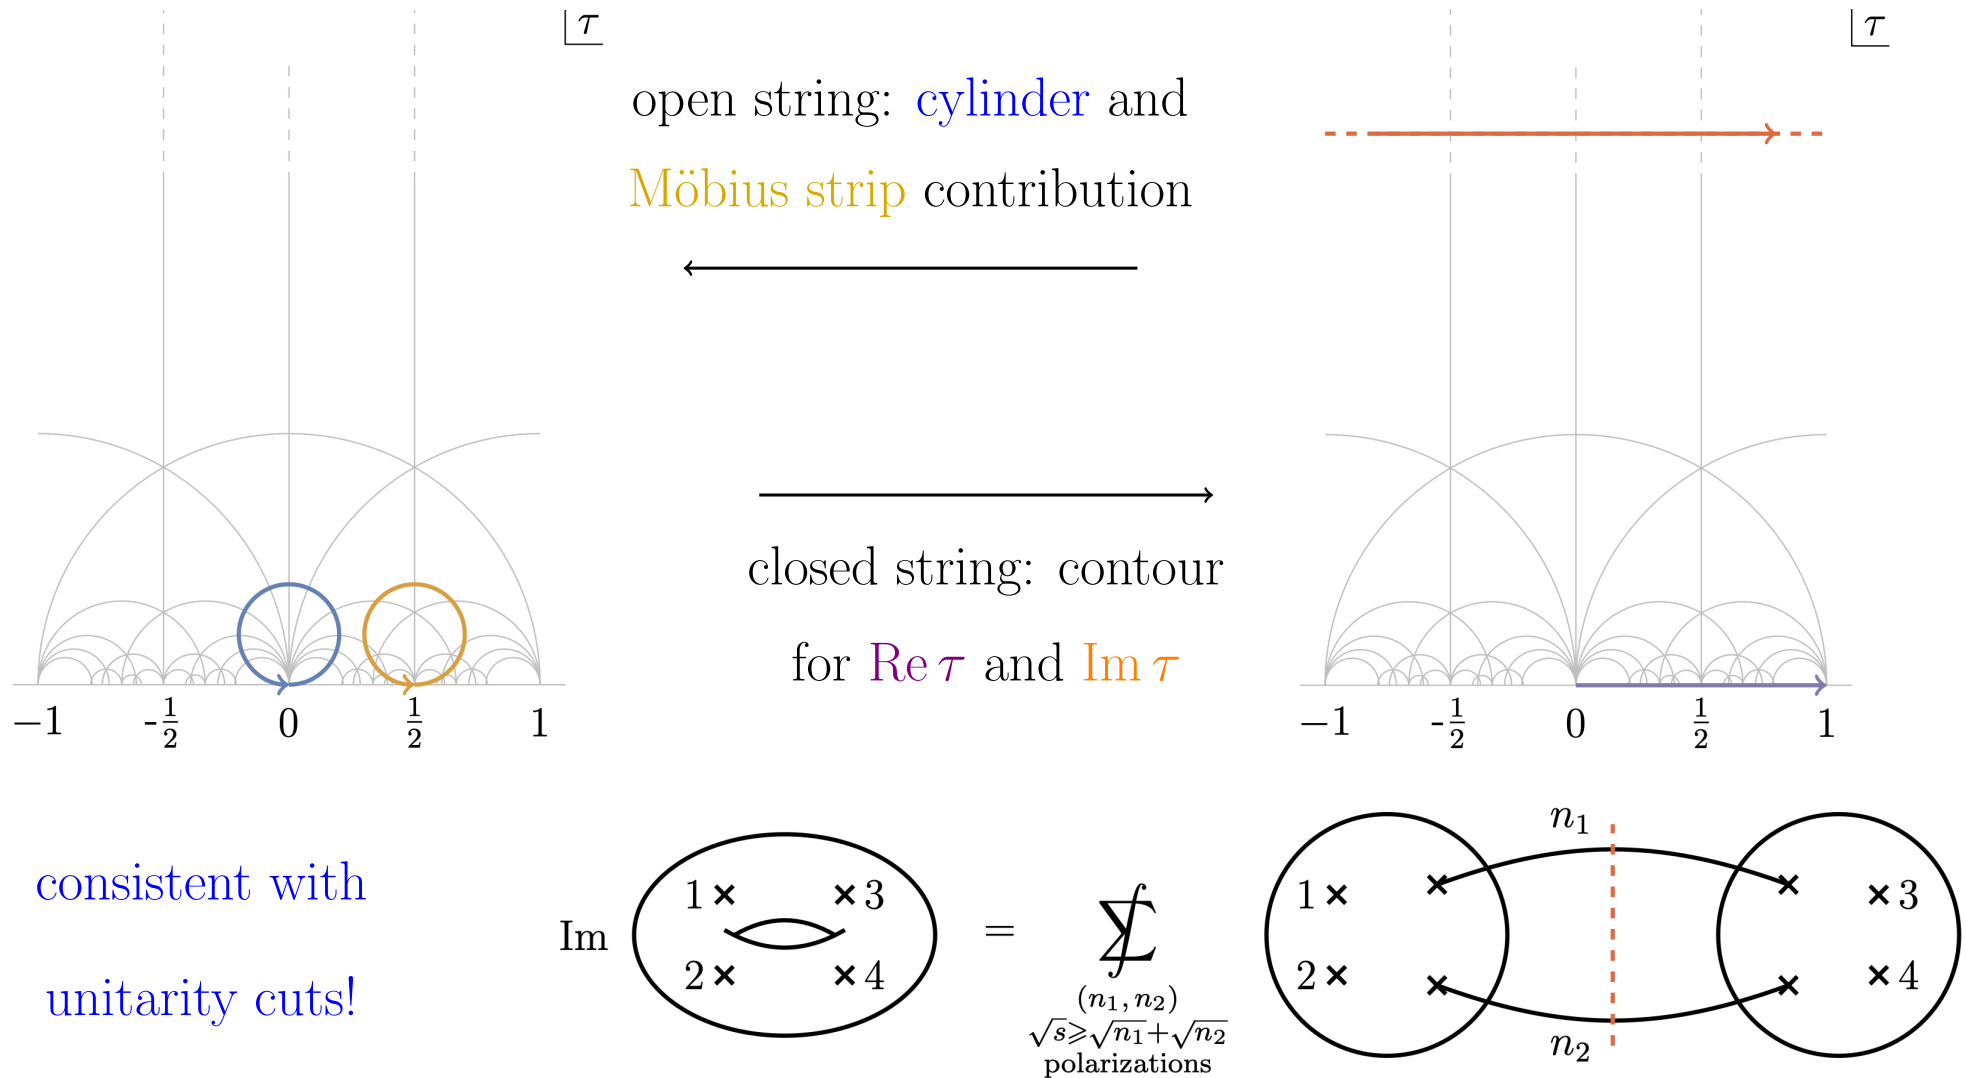 τ
τ
open string: cylinder and
Möbius strip contribution
closed string: contour
for Re τ and Im τ
−1 -1/2 0 1/2 1
−1 -1/2 0 1/2 1
consistent with
unitarity cuts!
Im
1 × × 3
2 × × 4
=
∑∫
(n₁, n₂)
√s⩾√n₁+√n₂
polarizations
n₁
1 ×
2 ×
× 3
× 4
n₂